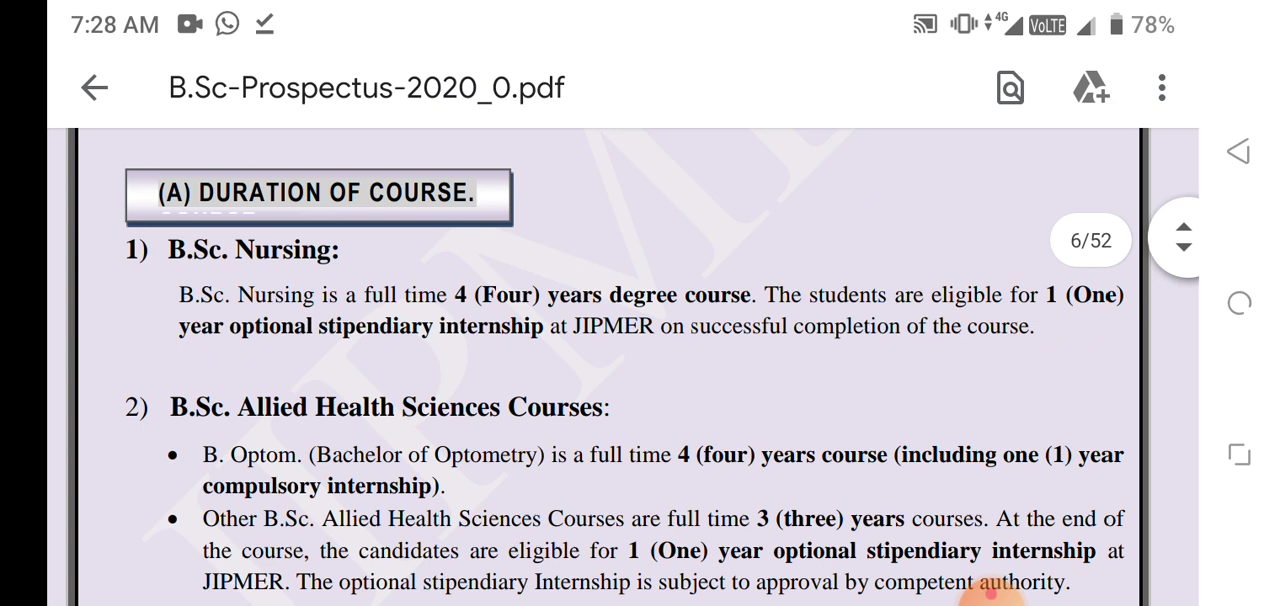 7:28 AM
4G
VoLTE
78%
B.Sc-Prospectus-2020_0.pdf
(A) DURATION OF COURSE.
6/52
1) B.Sc. Nursing:
B.Sc. Nursing is a full time 4 (Four) years degree course. The students are eligible for 1 (One)
year optional stipendiary internship at JIPMER on successful completion of the course.
2) B.Sc. Allied Health Sciences Courses:
• B. Optom. (Bachelor of Optometry) is a full time 4 (four) years course (including one (1) year
compulsory internship).
• Other B.Sc. Allied Health Sciences Courses are full time 3 (three) years courses. At the end of
the course, the candidates are eligible for 1 (One) year optional stipendiary internship at
JIPMER. The optional stipendiary Internship is subject to approval by competent authority.